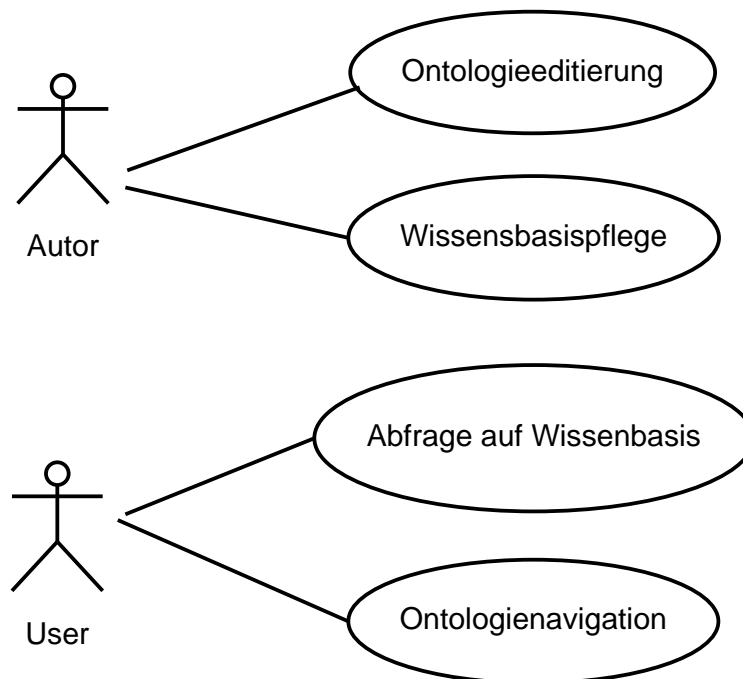 Ontologieeditierung
Autor
Wissensbasispflege
Abfrage auf Wissenbasis
User
Ontologienavigation